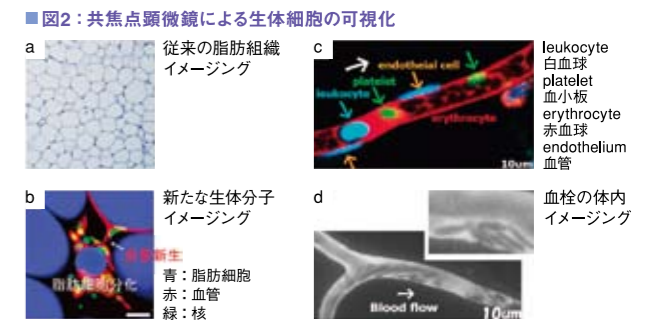 ■図2:共焦点顕微鏡による生体細胞の可視化
a
従来の脂肪組織
イメージング
b
新たな生体分子
イメージング
青:脂肪細胞
赤:血管
緑:核
c
endothelial cell
platelet
leukocyte
erythrocyte
10um
leukocyte
白血球
platelet
血小板
erythrocyte
赤血球
endothelium
血管
d
Blood flow
10um
血栓の体内
イメージング